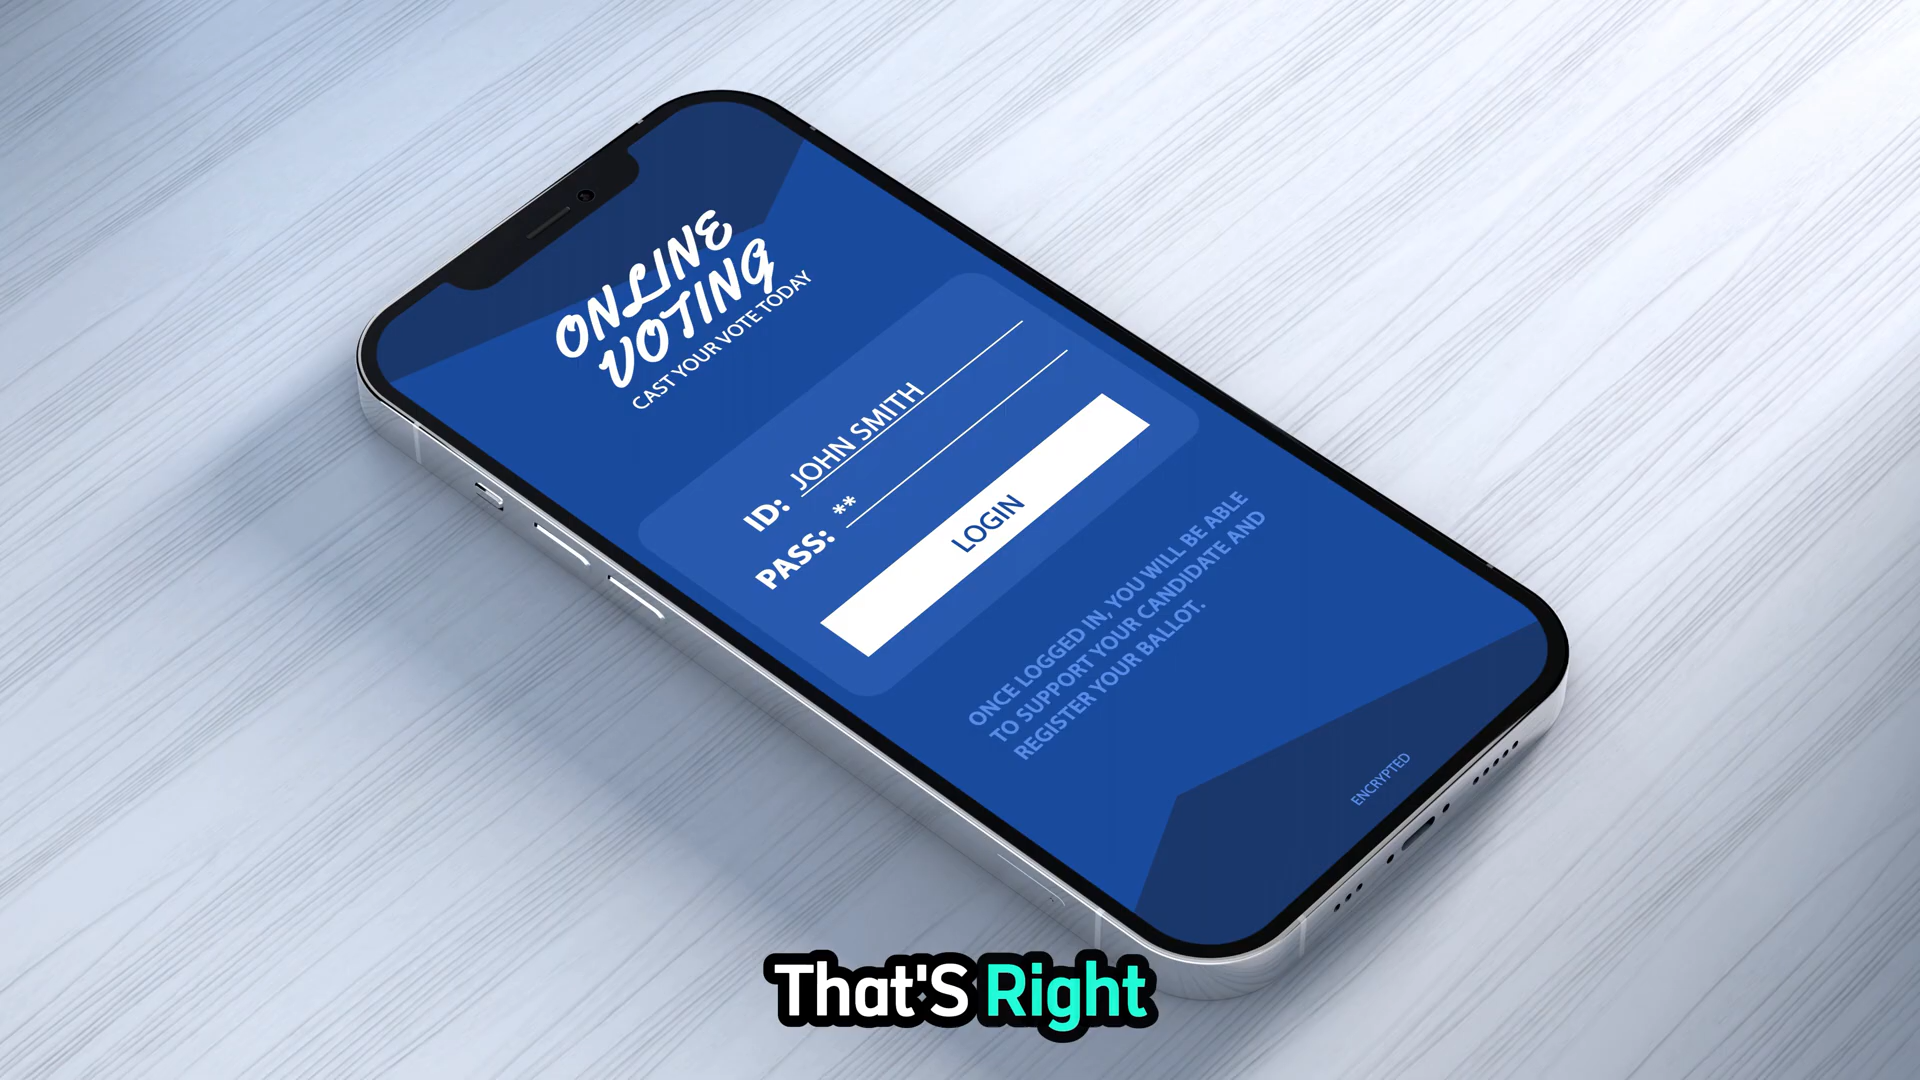 ONLINE
VOTING
CAST YOUR VOTE TODAY
ID: JOHN SMITH
PASS: **
LOGIN
ONCE LOGGED IN, YOU WILL BE ABLE
TO SUPPORT YOUR CANDIDATE AND
REGISTER YOUR BALLOT.
ENCRYPTED
That'S Right